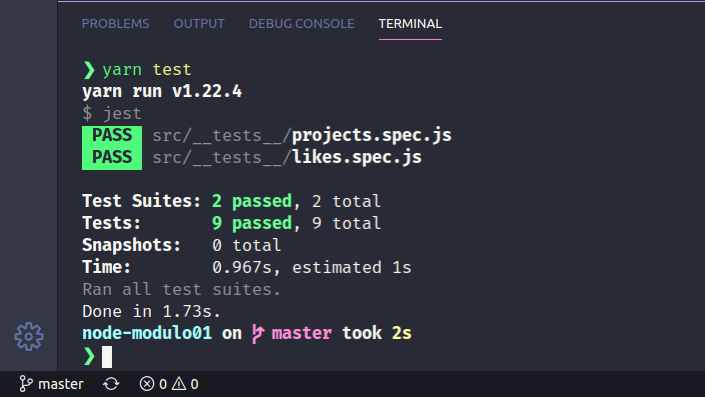 PROBLEMS OUTPUT DEBUG CONSOLE TERMINAL
❯ yarn test
yarn run v1.22.4
$ jest
PASS src/__tests__/projects.spec.js
PASS src/__tests__/likes.spec.js
Test Suites: 2 passed, 2 total
Tests: 9 passed, 9 total
Snapshots: 0 total
Time: 0.967s, estimated 1s
Ran all test suites.
Done in 1.73s.
node-modulo01 on master took 2s
❯
master 0 0